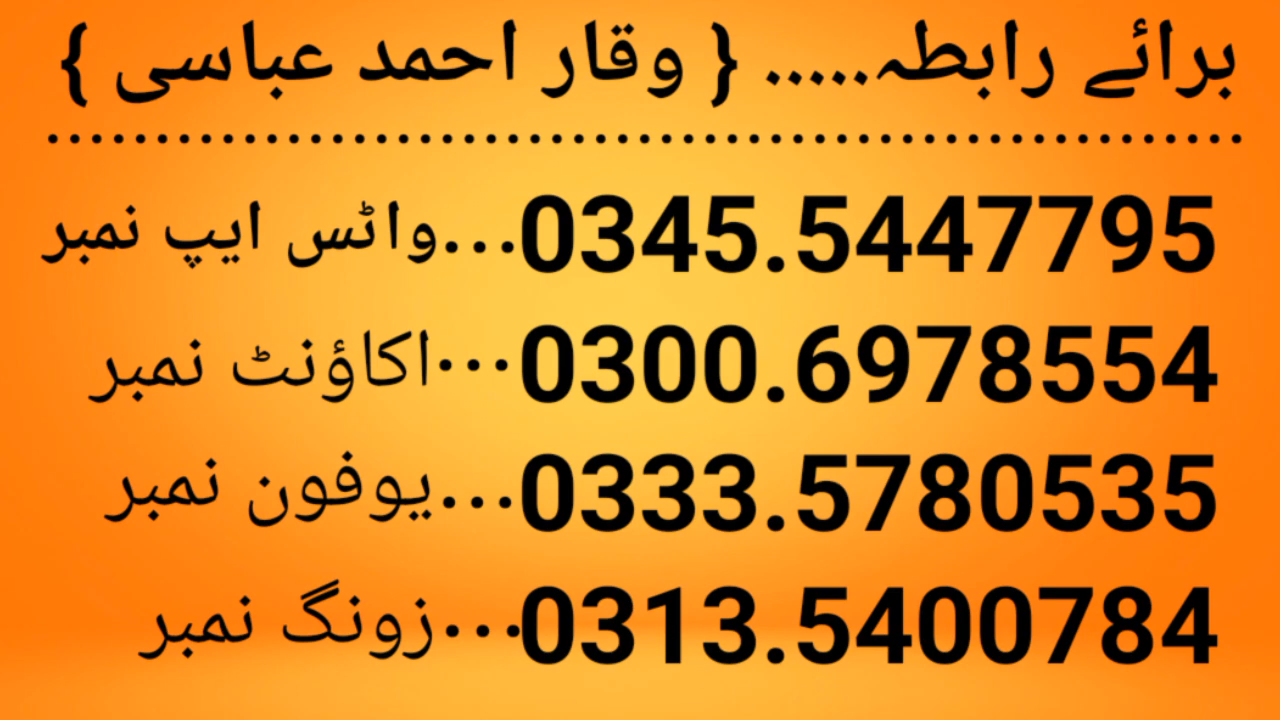 برائے رابطہ..... { وقار احمد عباسی }
..........................................................
0345.5447795...واٹس ایپ نمبر
0300.6978554...اکاؤنٹ نمبر
0333.5780535...یوفون نمبر
0313.5400784...زونگ نمبر